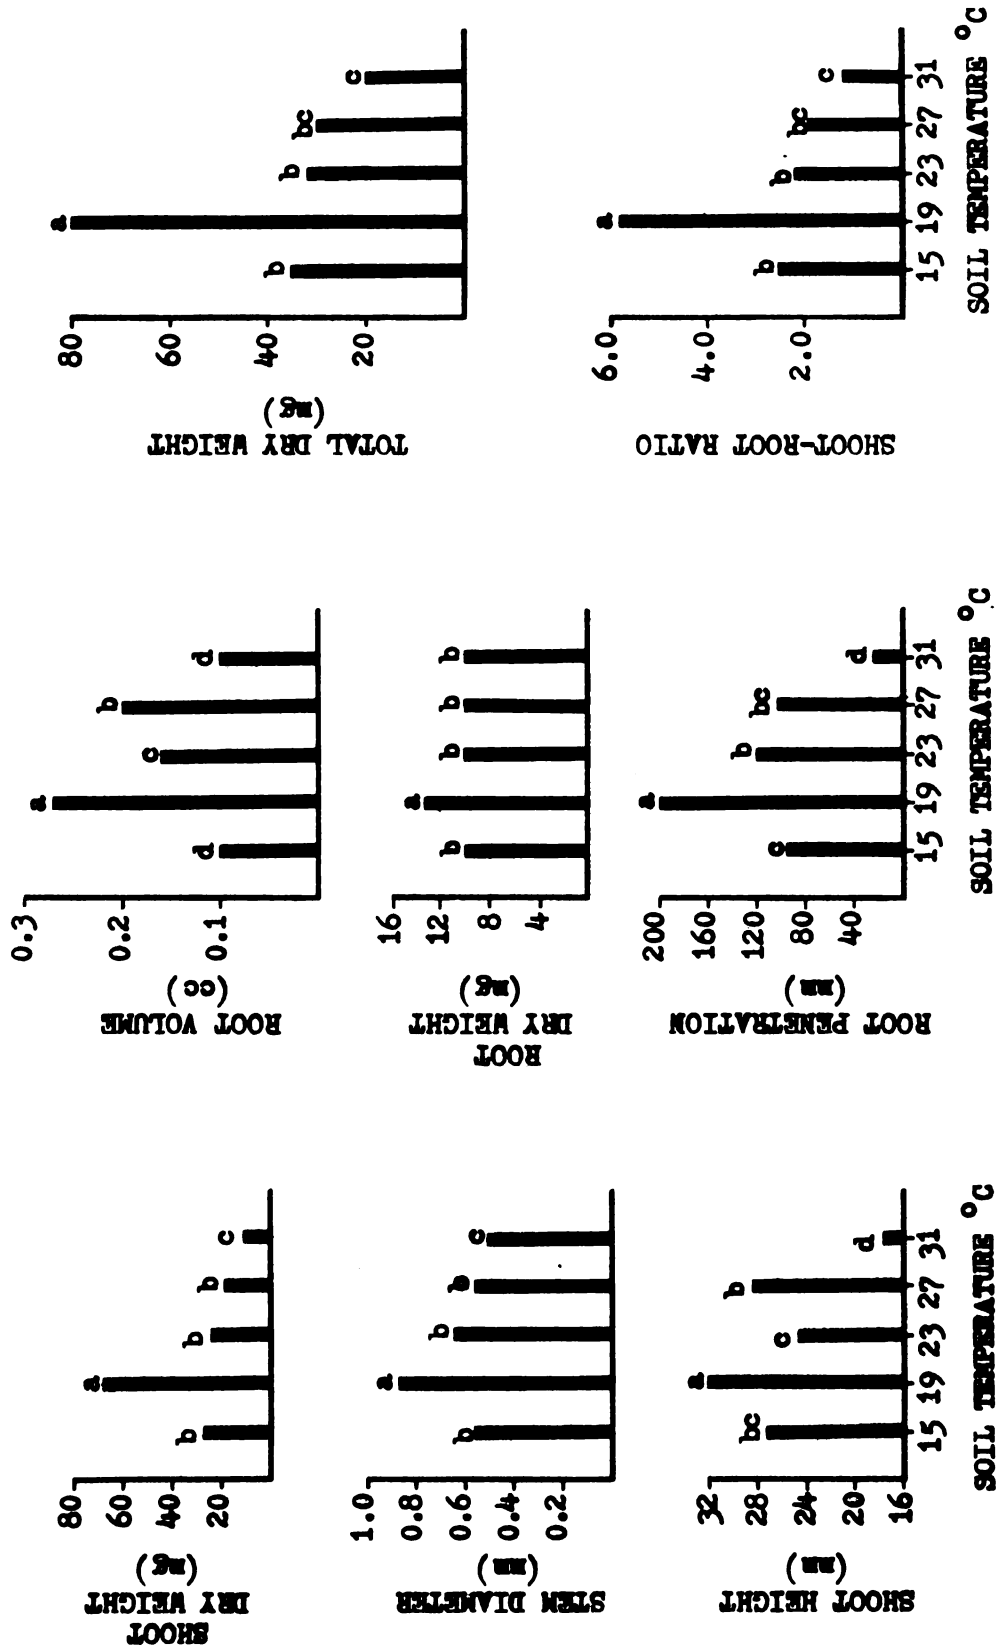 SHOOT
DRY WEIGHT
(mg)
80
60
40
20
b
a
b
b
c
STEM DIAMETER
(mm)
1.0
0.8
0.6
0.4
0.2
b
a
b
c
SHOOT HEIGHT
(mm)
32
28
24
20
16
bc
a
c
b
d
15 19 23 27 31
SOIL TEMPERATURE °C
ROOT VOLUME
(cc)
0.3
0.2
0.1
d
a
c
b
d
ROOT
DRY WEIGHT
(mg)
16
12
8
4
b
a
b
b
b
ROOT PENETRATION
(mm)
200
160
120
80
40
c
a
b
bc
d
15 19 23 27 31
SOIL TEMPERATURE °C
TOTAL DRY WEIGHT
(mg)
80
60
40
20
b
a
b
bc
c
SHOOT-ROOT RATIO
6.0
4.0
2.0
b
a
b
bc
c
15 19 23 27 31
SOIL TEMPERATURE °C